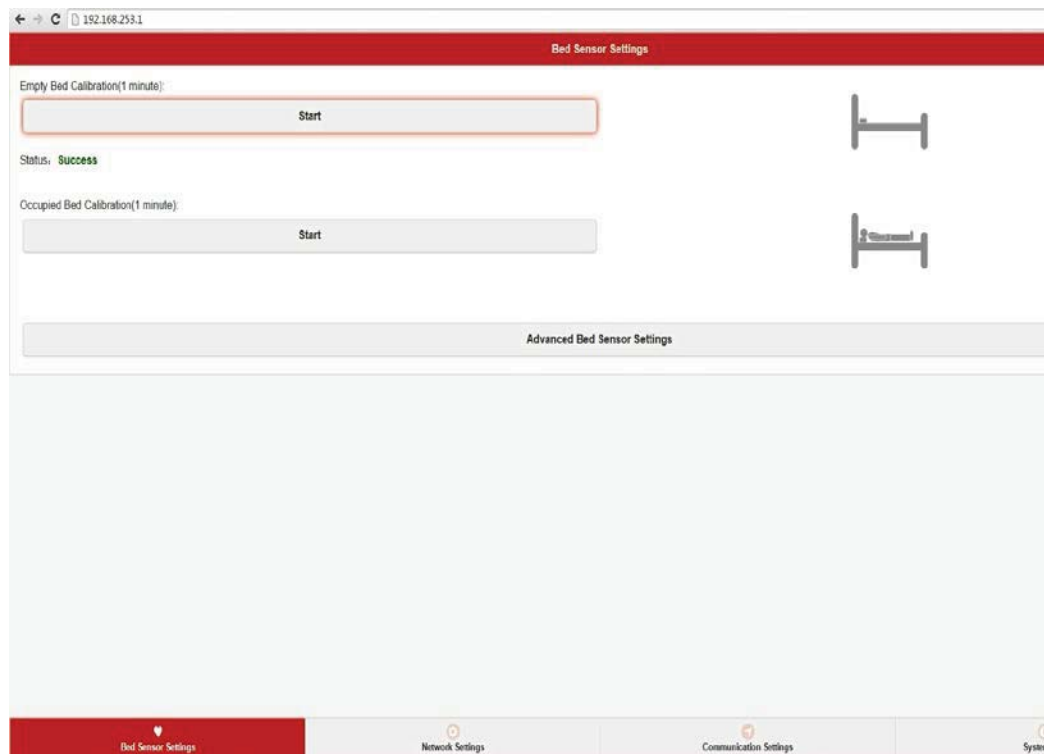 192.168.253.1
Bed Sensor Settings
Empty Bed Calibration(1 minute):
Start
Status： Success
Occupied Bed Calibration(1 minute):
Start
Advanced Bed Sensor Settings
Bed Sensor Settings
Network Settings
Communication Settings